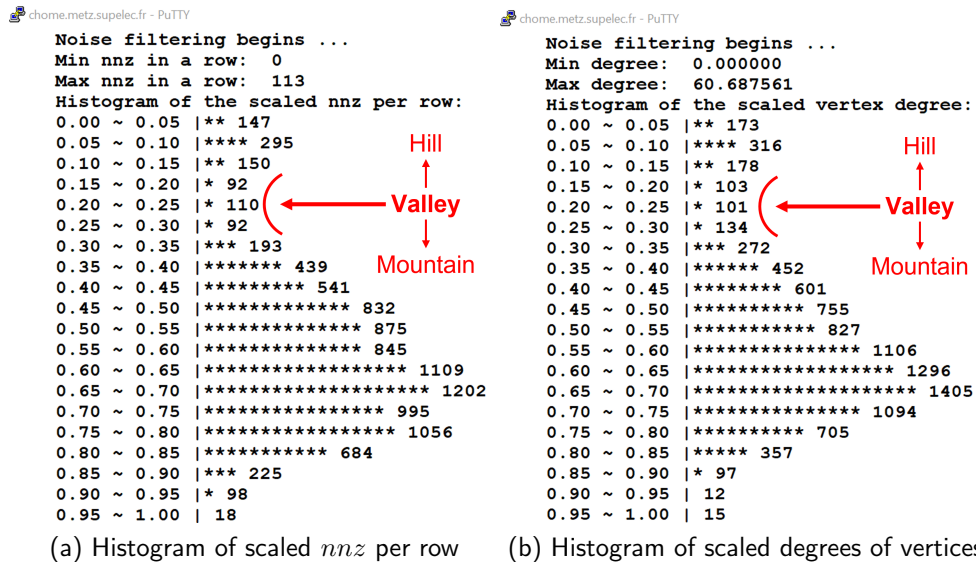 chome.metz.supelec.fr - PuTTY
Noise filtering begins ...
Min nnz in a row:  0
Max nnz in a row:  113
Histogram of the scaled nnz per row:
0.00 ~ 0.05 |** 147
0.05 ~ 0.10 |**** 295
0.10 ~ 0.15 |** 150
0.15 ~ 0.20 |* 92
0.20 ~ 0.25 |* 110
0.25 ~ 0.30 |* 92
0.30 ~ 0.35 |*** 193
0.35 ~ 0.40 |******* 439
0.40 ~ 0.45 |********* 541
0.45 ~ 0.50 |************* 832
0.50 ~ 0.55 |************** 875
0.55 ~ 0.60 |************** 845
0.60 ~ 0.65 |****************** 1109
0.65 ~ 0.70 |******************** 1202
0.70 ~ 0.75 |**************** 995
0.75 ~ 0.80 |***************** 1056
0.80 ~ 0.85 |*********** 684
0.85 ~ 0.90 |*** 225
0.90 ~ 0.95 |* 98
0.95 ~ 1.00 | 18
Hill
Valley
Mountain
(a) Histogram of scaled nnz per row
chome.metz.supelec.fr - PuTTY
Noise filtering begins ...
Min degree:  0.000000
Max degree:  60.687561
Histogram of the scaled vertex degree:
0.00 ~ 0.05 |** 173
0.05 ~ 0.10 |**** 316
0.10 ~ 0.15 |** 178
0.15 ~ 0.20 |* 103
0.20 ~ 0.25 |* 101
0.25 ~ 0.30 |* 134
0.30 ~ 0.35 |*** 272
0.35 ~ 0.40 |****** 452
0.40 ~ 0.45 |******** 601
0.45 ~ 0.50 |********** 755
0.50 ~ 0.55 |*********** 827
0.55 ~ 0.60 |*************** 1106
0.60 ~ 0.65 |****************** 1296
0.65 ~ 0.70 |******************** 1405
0.70 ~ 0.75 |*************** 1094
0.75 ~ 0.80 |********** 705
0.80 ~ 0.85 |***** 357
0.85 ~ 0.90 |* 97
0.90 ~ 0.95 | 12
0.95 ~ 1.00 | 15
Hill
Valley
Mountain
(b) Histogram of scaled degrees of vertices